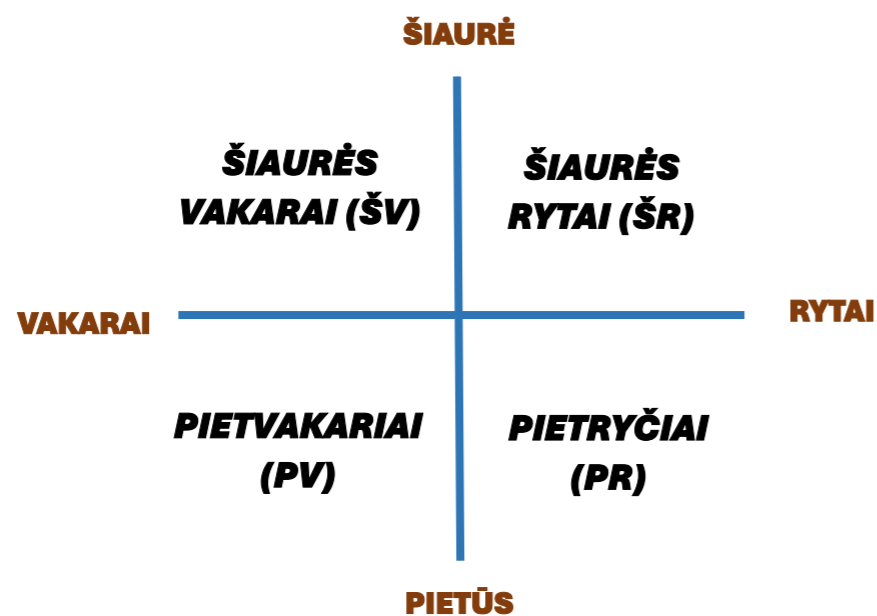 ŠIAURĖ
ŠIAURĖS
VAKARAI (ŠV)
ŠIAURĖS
RYTAI (ŠR)
VAKARAI
RYTAI
PIETVAKARIAI
(PV)
PIETRYČIAI
(PR)
PIETŪS